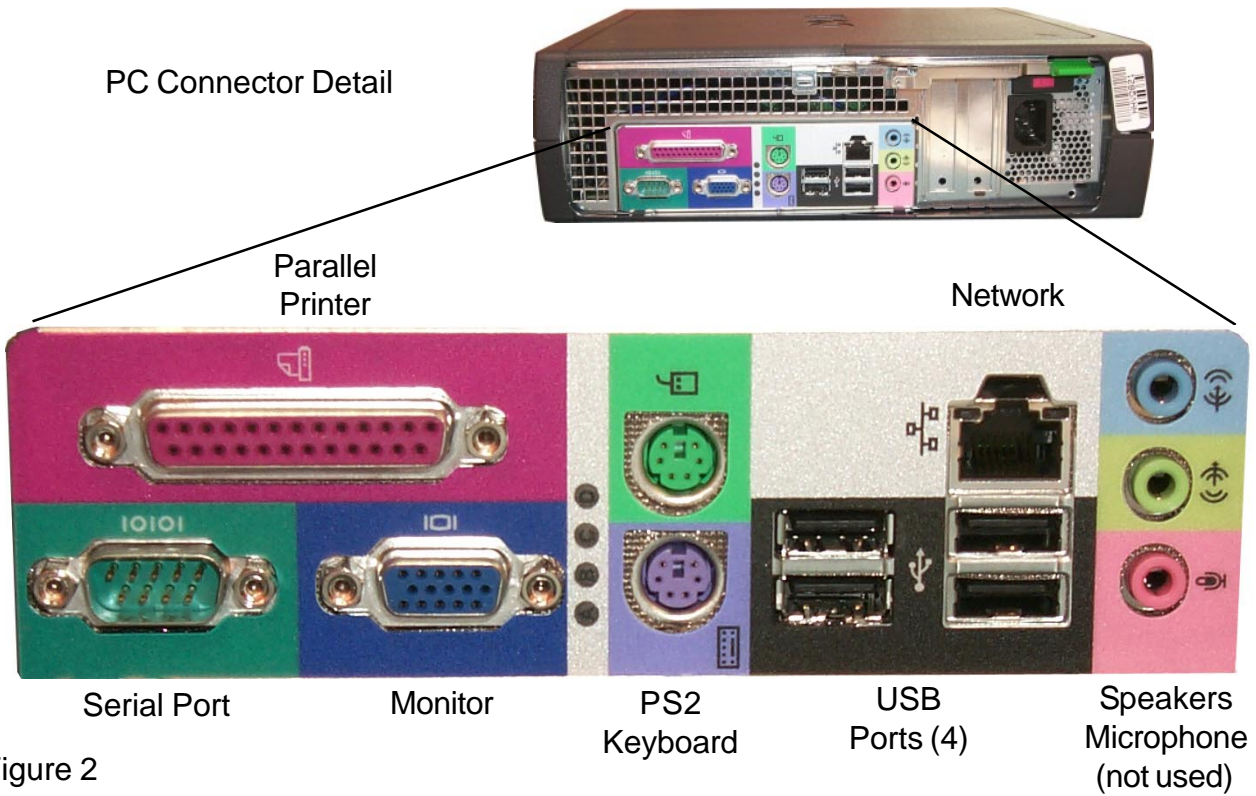 PC Connector Detail
Parallel
Printer
Network
IOIOI
Serial Port
Monitor
PS2
Keyboard
USB
Ports (4)
Speakers
Microphone
(not used)
igure 2